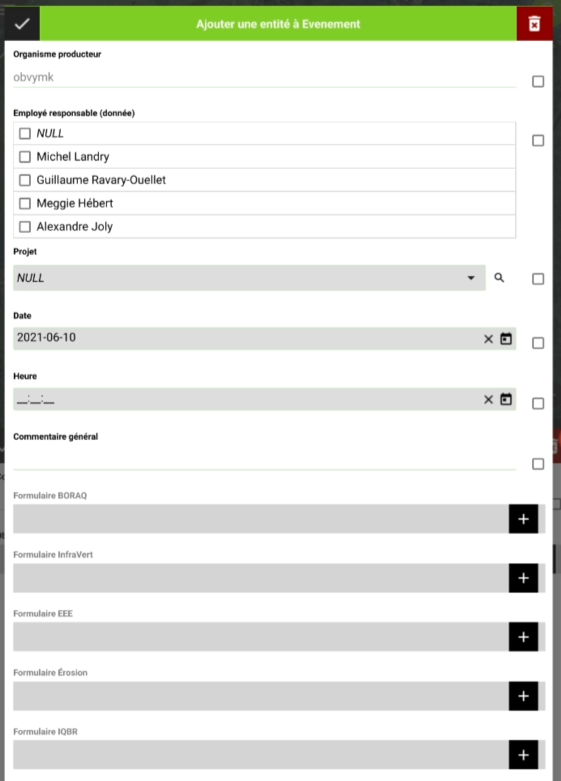 Ajouter une entité à Evenement
Organisme producteur
obvymk
Employé responsable (donnée)
NULL
Michel Landry
Guillaume Ravary-Ouellet
Meggie Hébert
Alexandre Joly
Projet
NULL
Date
2021-06-10
Heure
__:__:__
Commentaire général
Formulaire BORAQ
Formulaire InfraVert
Formulaire EEE
Formulaire Érosion
Formulaire IQBR